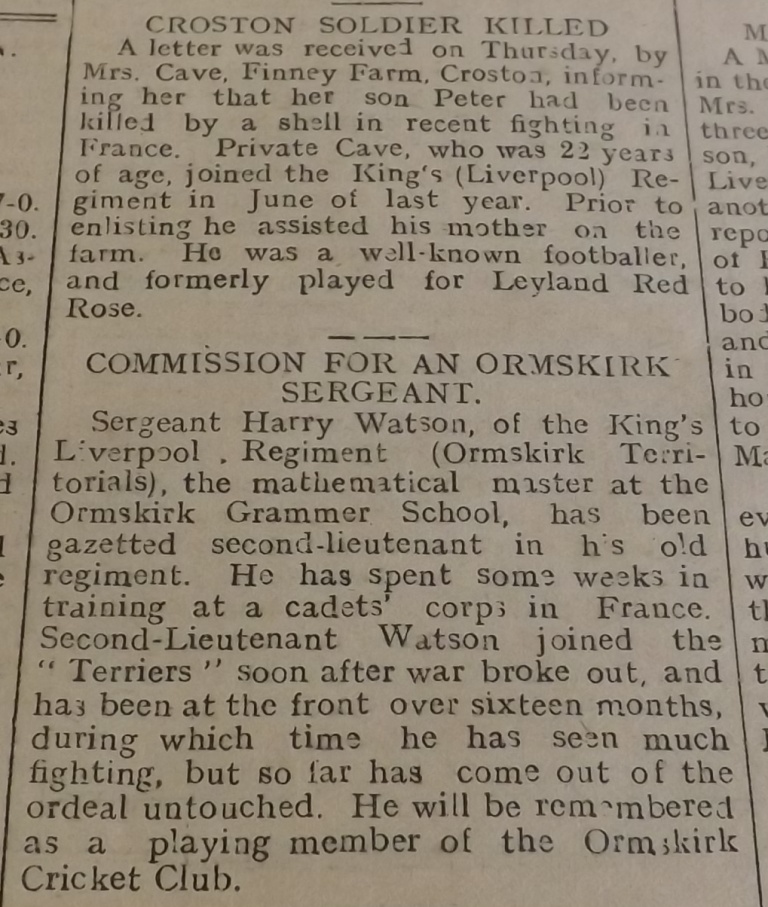 CROSTON SOLDIER KILLED
A letter was received on Thursday, by
Mrs. Cave, Finney Farm, Croston, inform-
ing her that her son Peter had been
killed by a shell in recent fighting in
France. Private Cave, who was 22 years
of age, joined the King's (Liverpool) Re-
giment in June of last year. Prior to
enlisting he assisted his mother on the
farm. He was a well-known footballer,
and formerly played for Leyland Red
Rose.
COMMISSION FOR AN ORMSKIRK
SERGEANT.
Sergeant Harry Watson, of the King's
Liverpool . Regiment (Ormskirk Terri-
torials), the mathematical master at the
Ormskirk Grammer School, has been
gazetted second-lieutenant in his old
regiment. He has spent some weeks in
training at a cadets' corps in France.
Second-Lieutenant Watson joined the
" Terriers " soon after war broke out, and
has been at the front over sixteen months,
during which time he has seen much
fighting, but so far has come out of the
ordeal untouched. He will be remembered
as a playing member of the Ormskirk
Cricket Club.